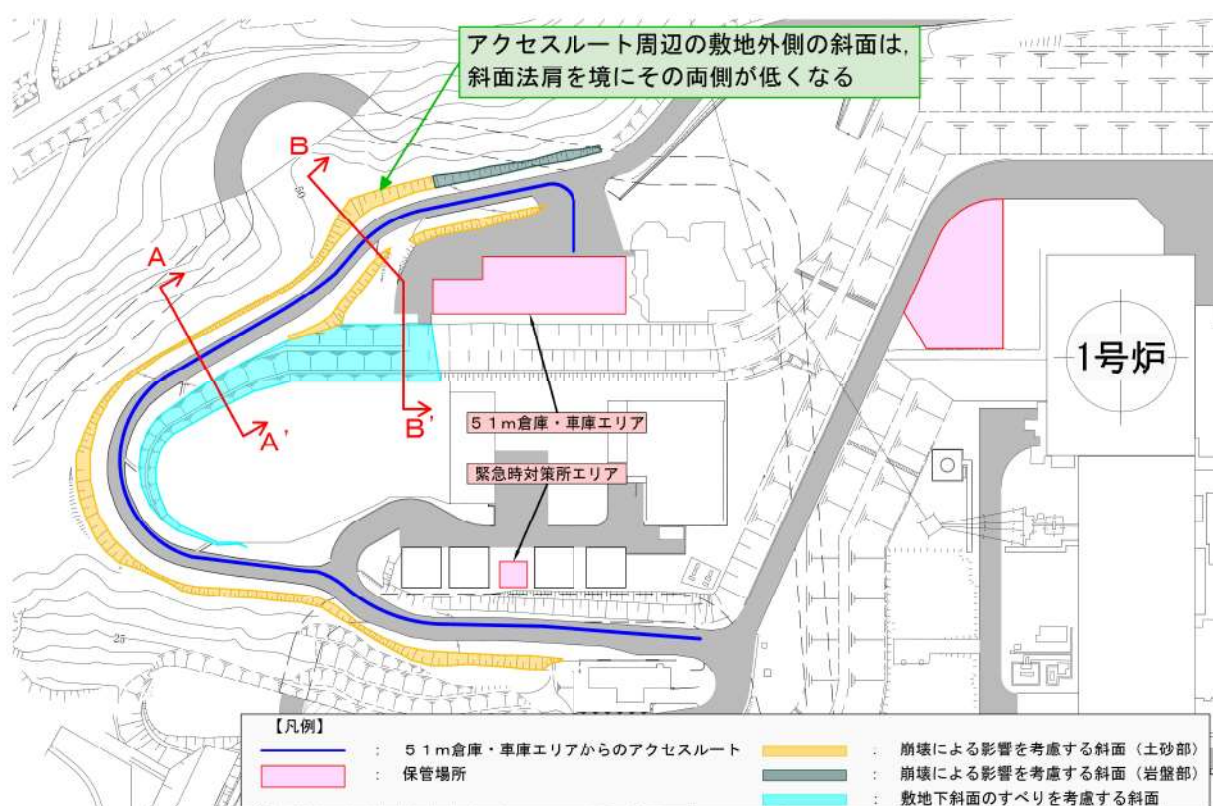 アクセスルート周辺の敷地外側の斜面は，
斜面法肩を境にその両側が低くなる
B
50
A
1号炉
A'
B'
51m倉庫・車庫エリア
緊急時対策所エリア
25
【凡例】
： 51m倉庫・車庫エリアからのアクセスルート
： 保管場所
： 崩壊による影響を考慮する斜面（土砂部）
： 崩壊による影響を考慮する斜面（岩盤部）
： 敷地下斜面のすべりを考慮する斜面